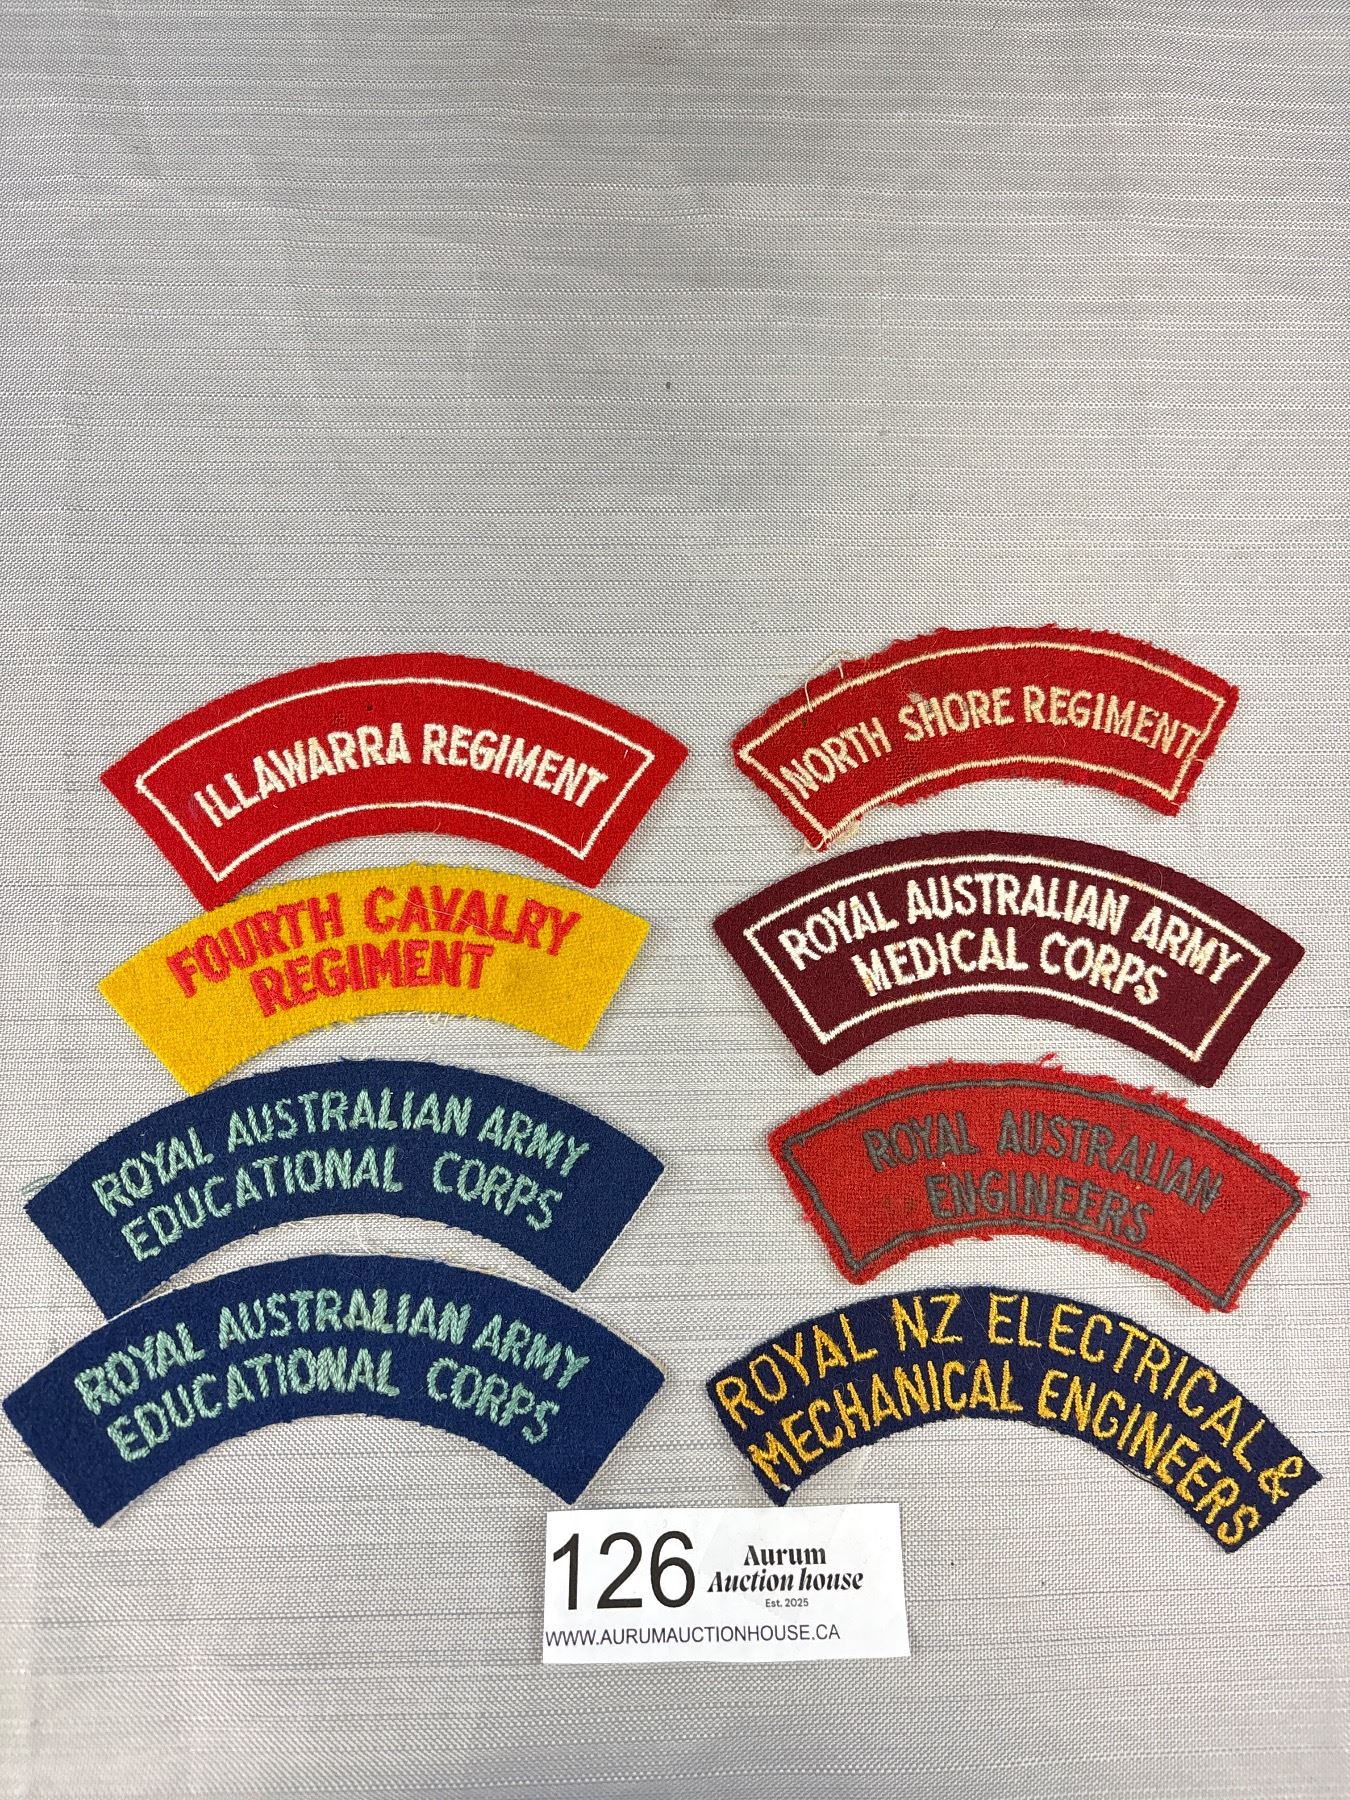 ILLAWARRA REGIMENT
FOURTH CAVALRY
REGIMENT
ROYAL AUSTRALIAN ARMY
EDUCATIONAL CORPS
ROYAL AUSTRALIAN ARMY
EDUCATIONAL CORPS
NORTH SHORE REGIMENT
ROYAL AUSTRALIAN ARMY
MEDICAL CORPS
ROYAL AUSTRALIAN
ENGINEERS
ROYAL NZ ELECTRICAL &
MECHANICAL ENGINEERS
126
Aurum
Auction house
Est. 2025
WWW.AURUMAUCTIONHOUSE.CA